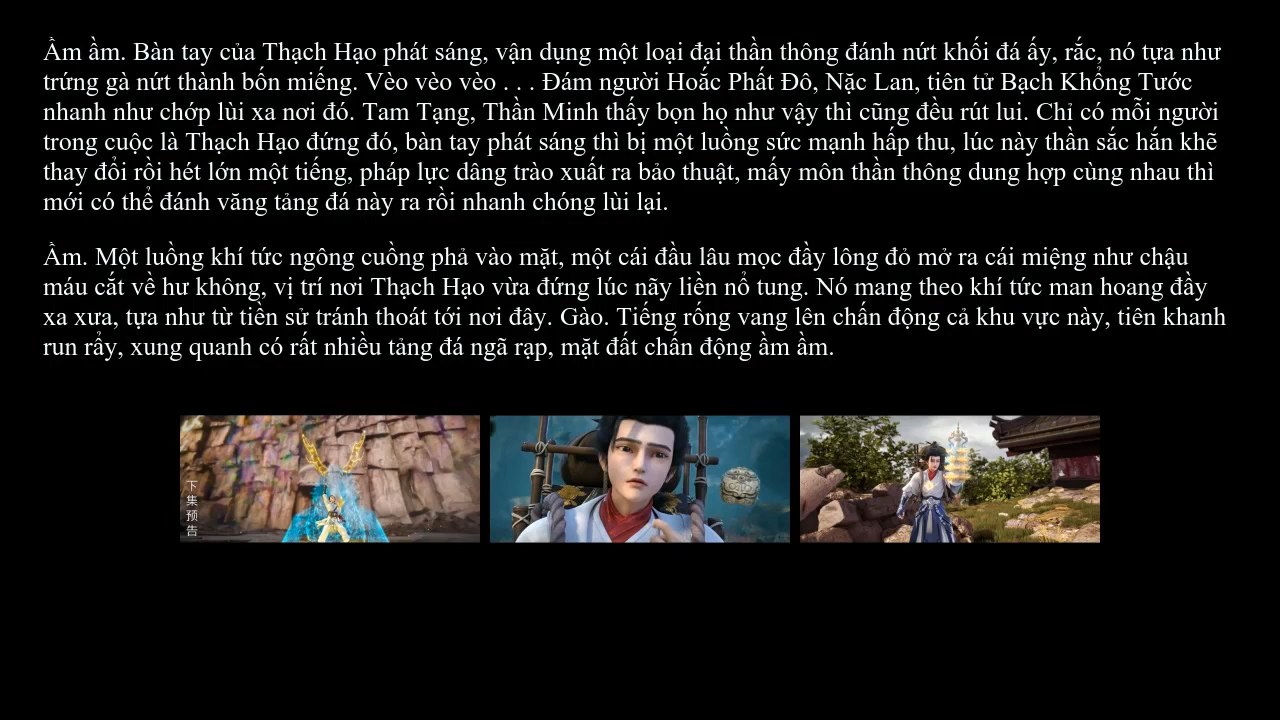 Ầm ầm. Bàn tay của Thạch Hạo phát sáng, vận dụng một loại đại thần thông đánh nứt khối đá ấy, rắc, nó tựa như
trứng gà nứt thành bốn miếng. Vèo vèo vèo . . . Đám người Hoắc Phất Đô, Nặc Lan, tiên tử Bạch Khổng Tước
nhanh như chớp lùi xa nơi đó. Tam Tạng, Thần Minh thấy bọn họ như vậy thì cũng đều rút lui. Chỉ có mỗi người
trong cuộc là Thạch Hạo đứng đó, bàn tay phát sáng thì bị một luồng sức mạnh hấp thu, lúc này thần sắc hắn khẽ
thay đổi rồi hét lớn một tiếng, pháp lực dâng trào xuất ra bảo thuật, mấy môn thần thông dung hợp cùng nhau thì
mới có thể đánh văng tảng đá này ra rồi nhanh chóng lùi lại.
Ầm. Một luồng khí tức ngông cuồng phả vào mặt, một cái đầu lâu mọc đầy lông đỏ mở ra cái miệng như chậu
máu cắt về hư không, vị trí nơi Thạch Hạo vừa đứng lúc nãy liền nổ tung. Nó mang theo khí tức man hoang đầy
xa xưa, tựa như từ tiền sử tránh thoát tới nơi đây. Gào. Tiếng rống vang lên chấn động cả khu vực này, tiên khanh
run rẩy, xung quanh có rất nhiều tảng đá ngã rạp, mặt đất chấn động ầm ầm.
下集预告